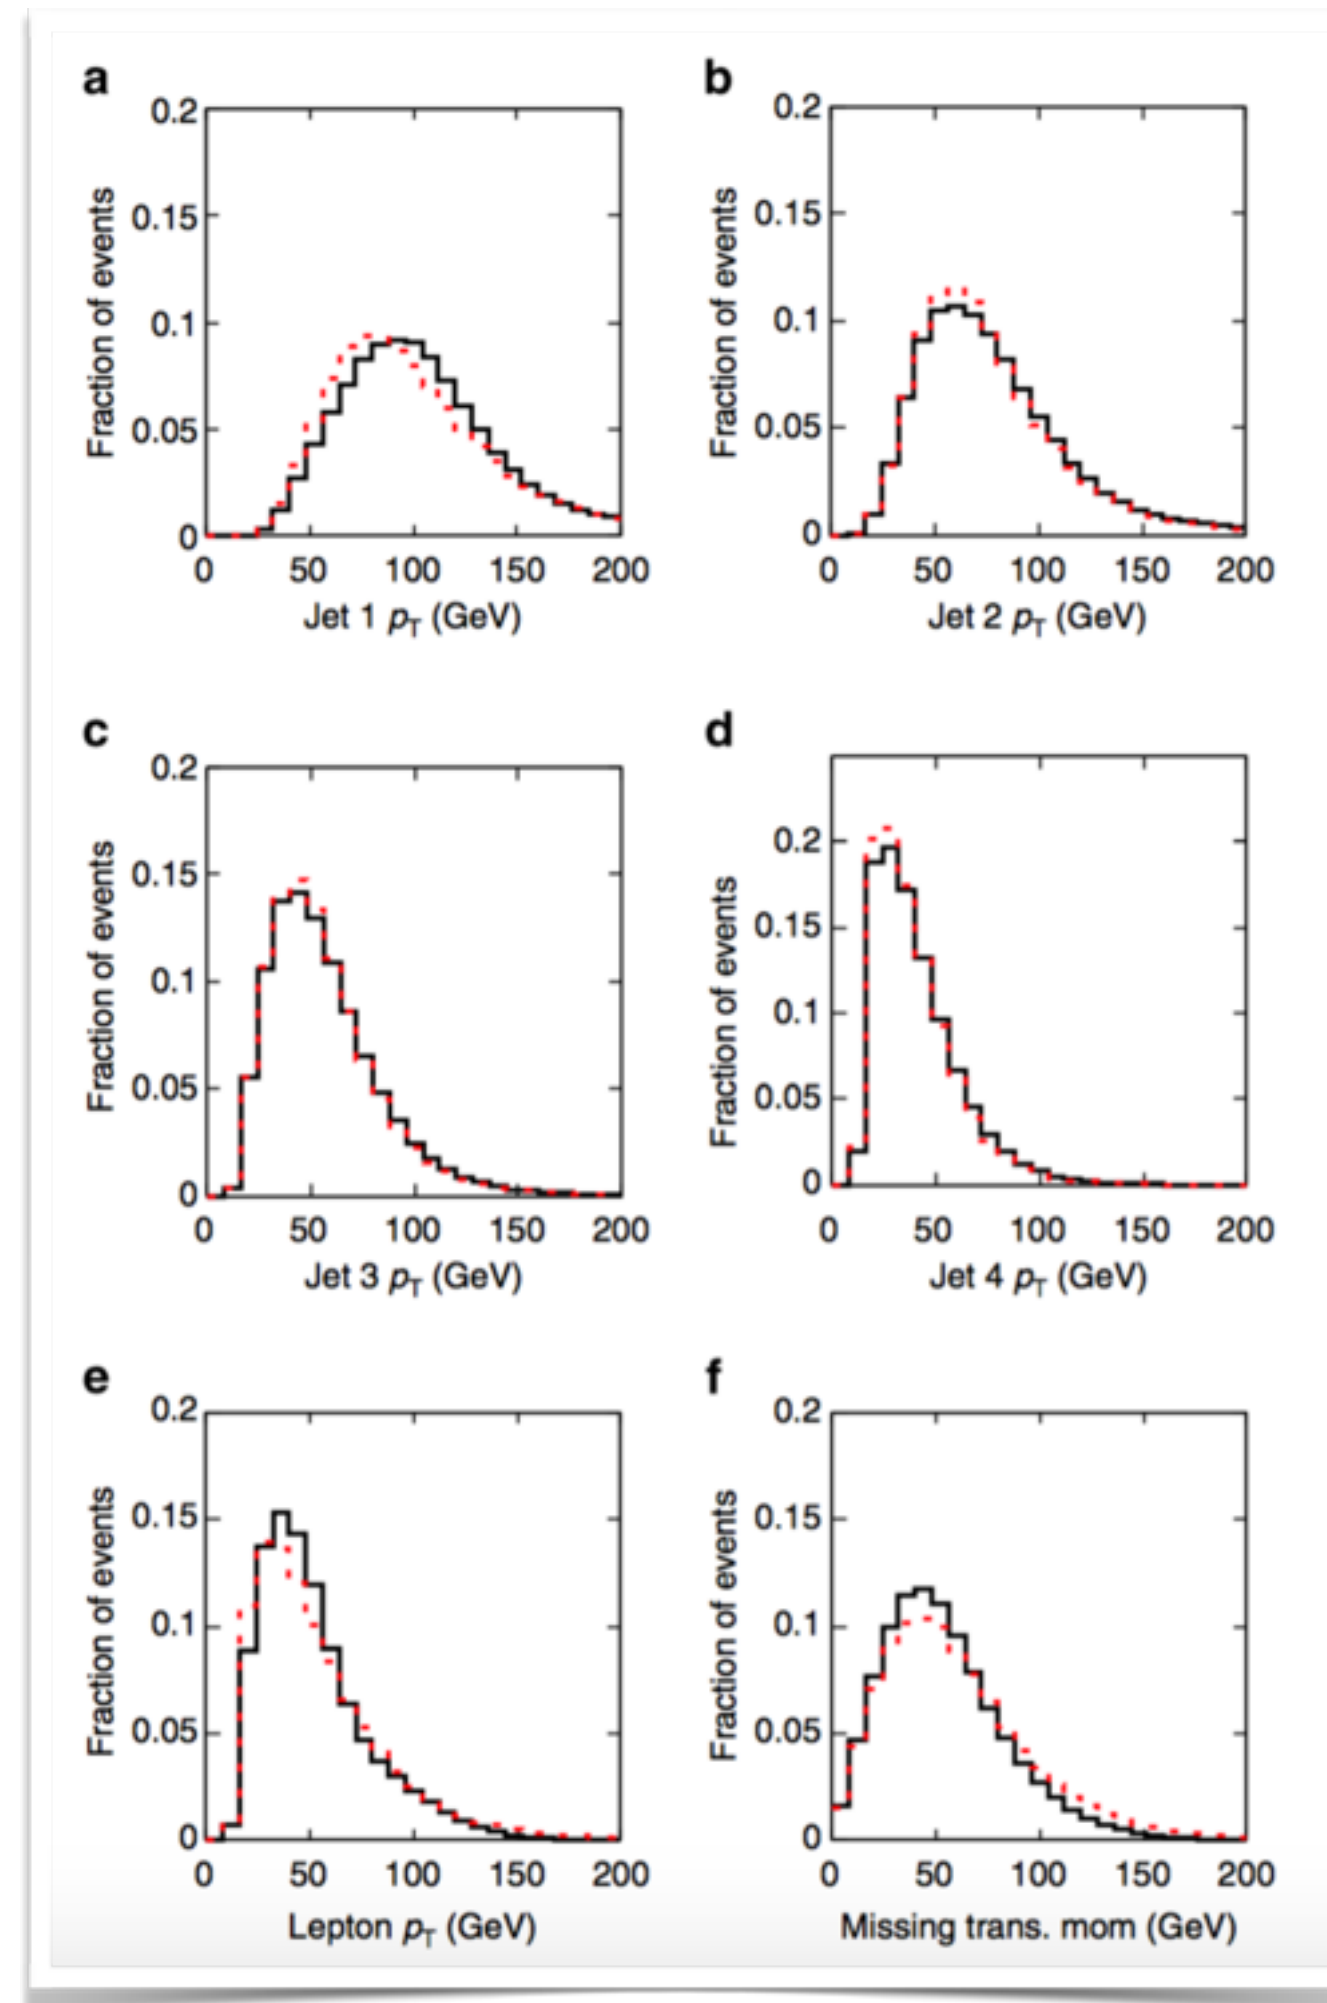 a
0.2
0.15
0.1
0.05
0
Fraction of events
0 50 100 150 200
Jet 1 pT (GeV)
b
0.2
0.15
0.1
0.05
0
Fraction of events
0 50 100 150 200
Jet 2 pT (GeV)
c
0.2
0.15
0.1
0.05
0
Fraction of events
0 50 100 150 200
Jet 3 pT (GeV)
d
0.2
0.15
0.1
0.05
0
Fraction of events
0 50 100 150 200
Jet 4 pT (GeV)
e
0.2
0.15
0.1
0.05
0
Fraction of events
0 50 100 150 200
Lepton pT (GeV)
f
0.2
0.15
0.1
0.05
0
Fraction of events
0 50 100 150 200
Missing trans. mom (GeV)